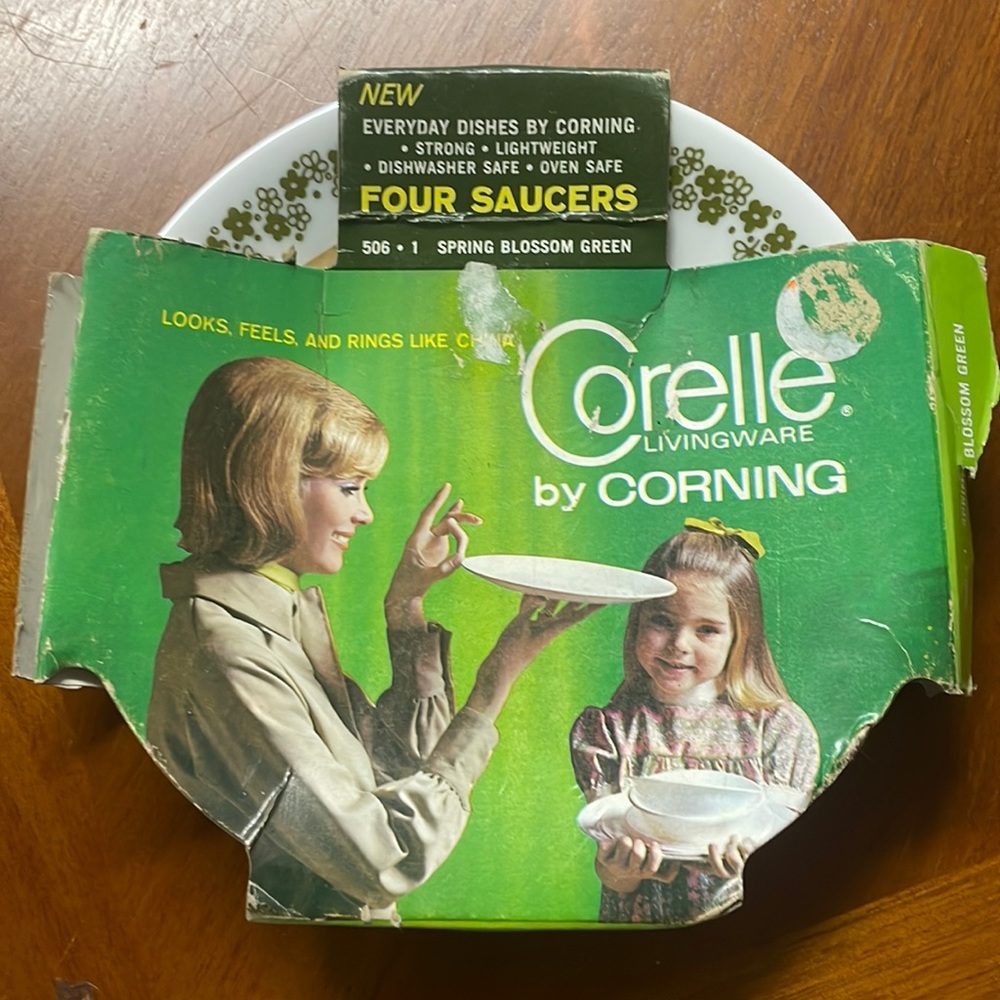 NEW
EVERYDAY DISHES BY CORNING
• STRONG • LIGHTWEIGHT
• DISHWASHER SAFE • OVEN SAFE
FOUR SAUCERS
506 • 1 SPRING BLOSSOM GREEN
LOOKS, FEELS, AND RINGS LIKE
Corelle®
LIVINGWARE
by CORNING
BLOSSOM GREEN